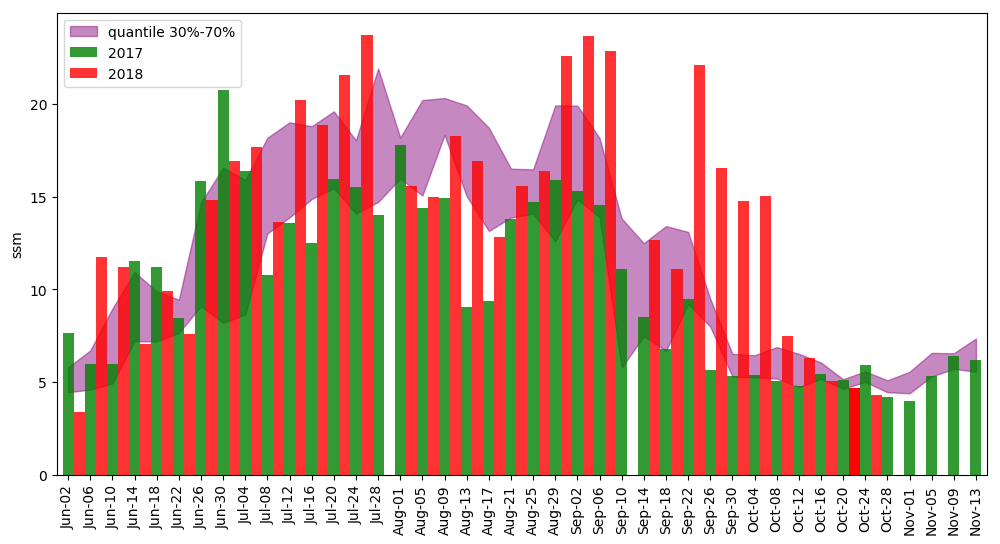 quantile 30%-70%
2017
2018
ssm
20
15
10
5
0
Jun-02
Jun-06
Jun-10
Jun-14
Jun-18
Jun-22
Jun-26
Jun-30
Jul-04
Jul-08
Jul-12
Jul-16
Jul-20
Jul-24
Jul-28
Aug-01
Aug-05
Aug-09
Aug-13
Aug-17
Aug-21
Aug-25
Aug-29
Sep-02
Sep-06
Sep-10
Sep-14
Sep-18
Sep-22
Sep-26
Sep-30
Oct-04
Oct-08
Oct-12
Oct-16
Oct-20
Oct-24
Oct-28
Nov-01
Nov-05
Nov-09
Nov-13